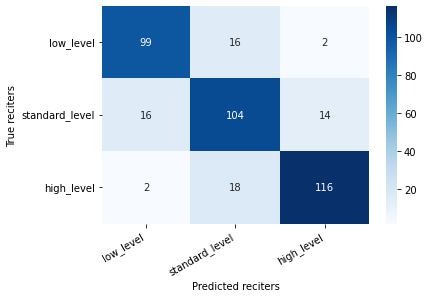 True reciters
low_level 99 16 2
standard_level 16 104 14
high_level 2 18 116
low_level standard_level high_level
Predicted reciters
100
80
60
40
20